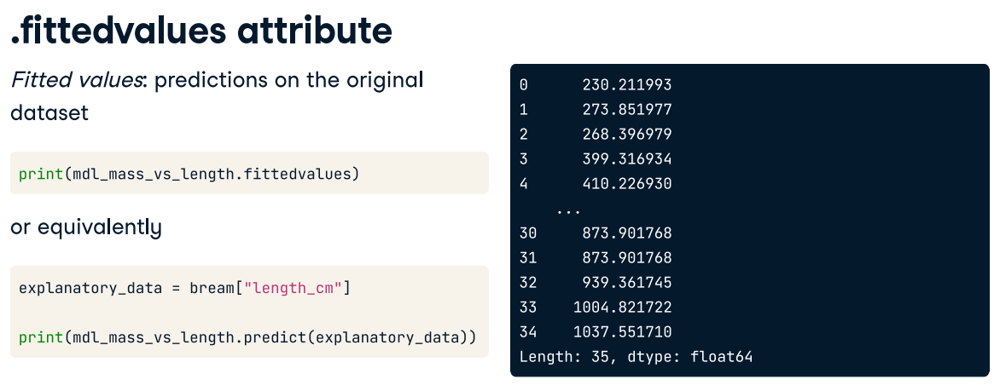 .fittedvalues attribute
Fitted values: predictions on the original
dataset
print(mdl_mass_vs_length.fittedvalues)
or equivalently
explanatory_data = bream["length_cm"]
print(mdl_mass_vs_length.predict(explanatory_data))
0      230.211993
1      273.851977
2      268.396979
3      399.316934
4      410.226930
    ...
30     873.901768
31     873.901768
32     939.361745
33    1004.821722
34    1037.551710
Length: 35, dtype: float64